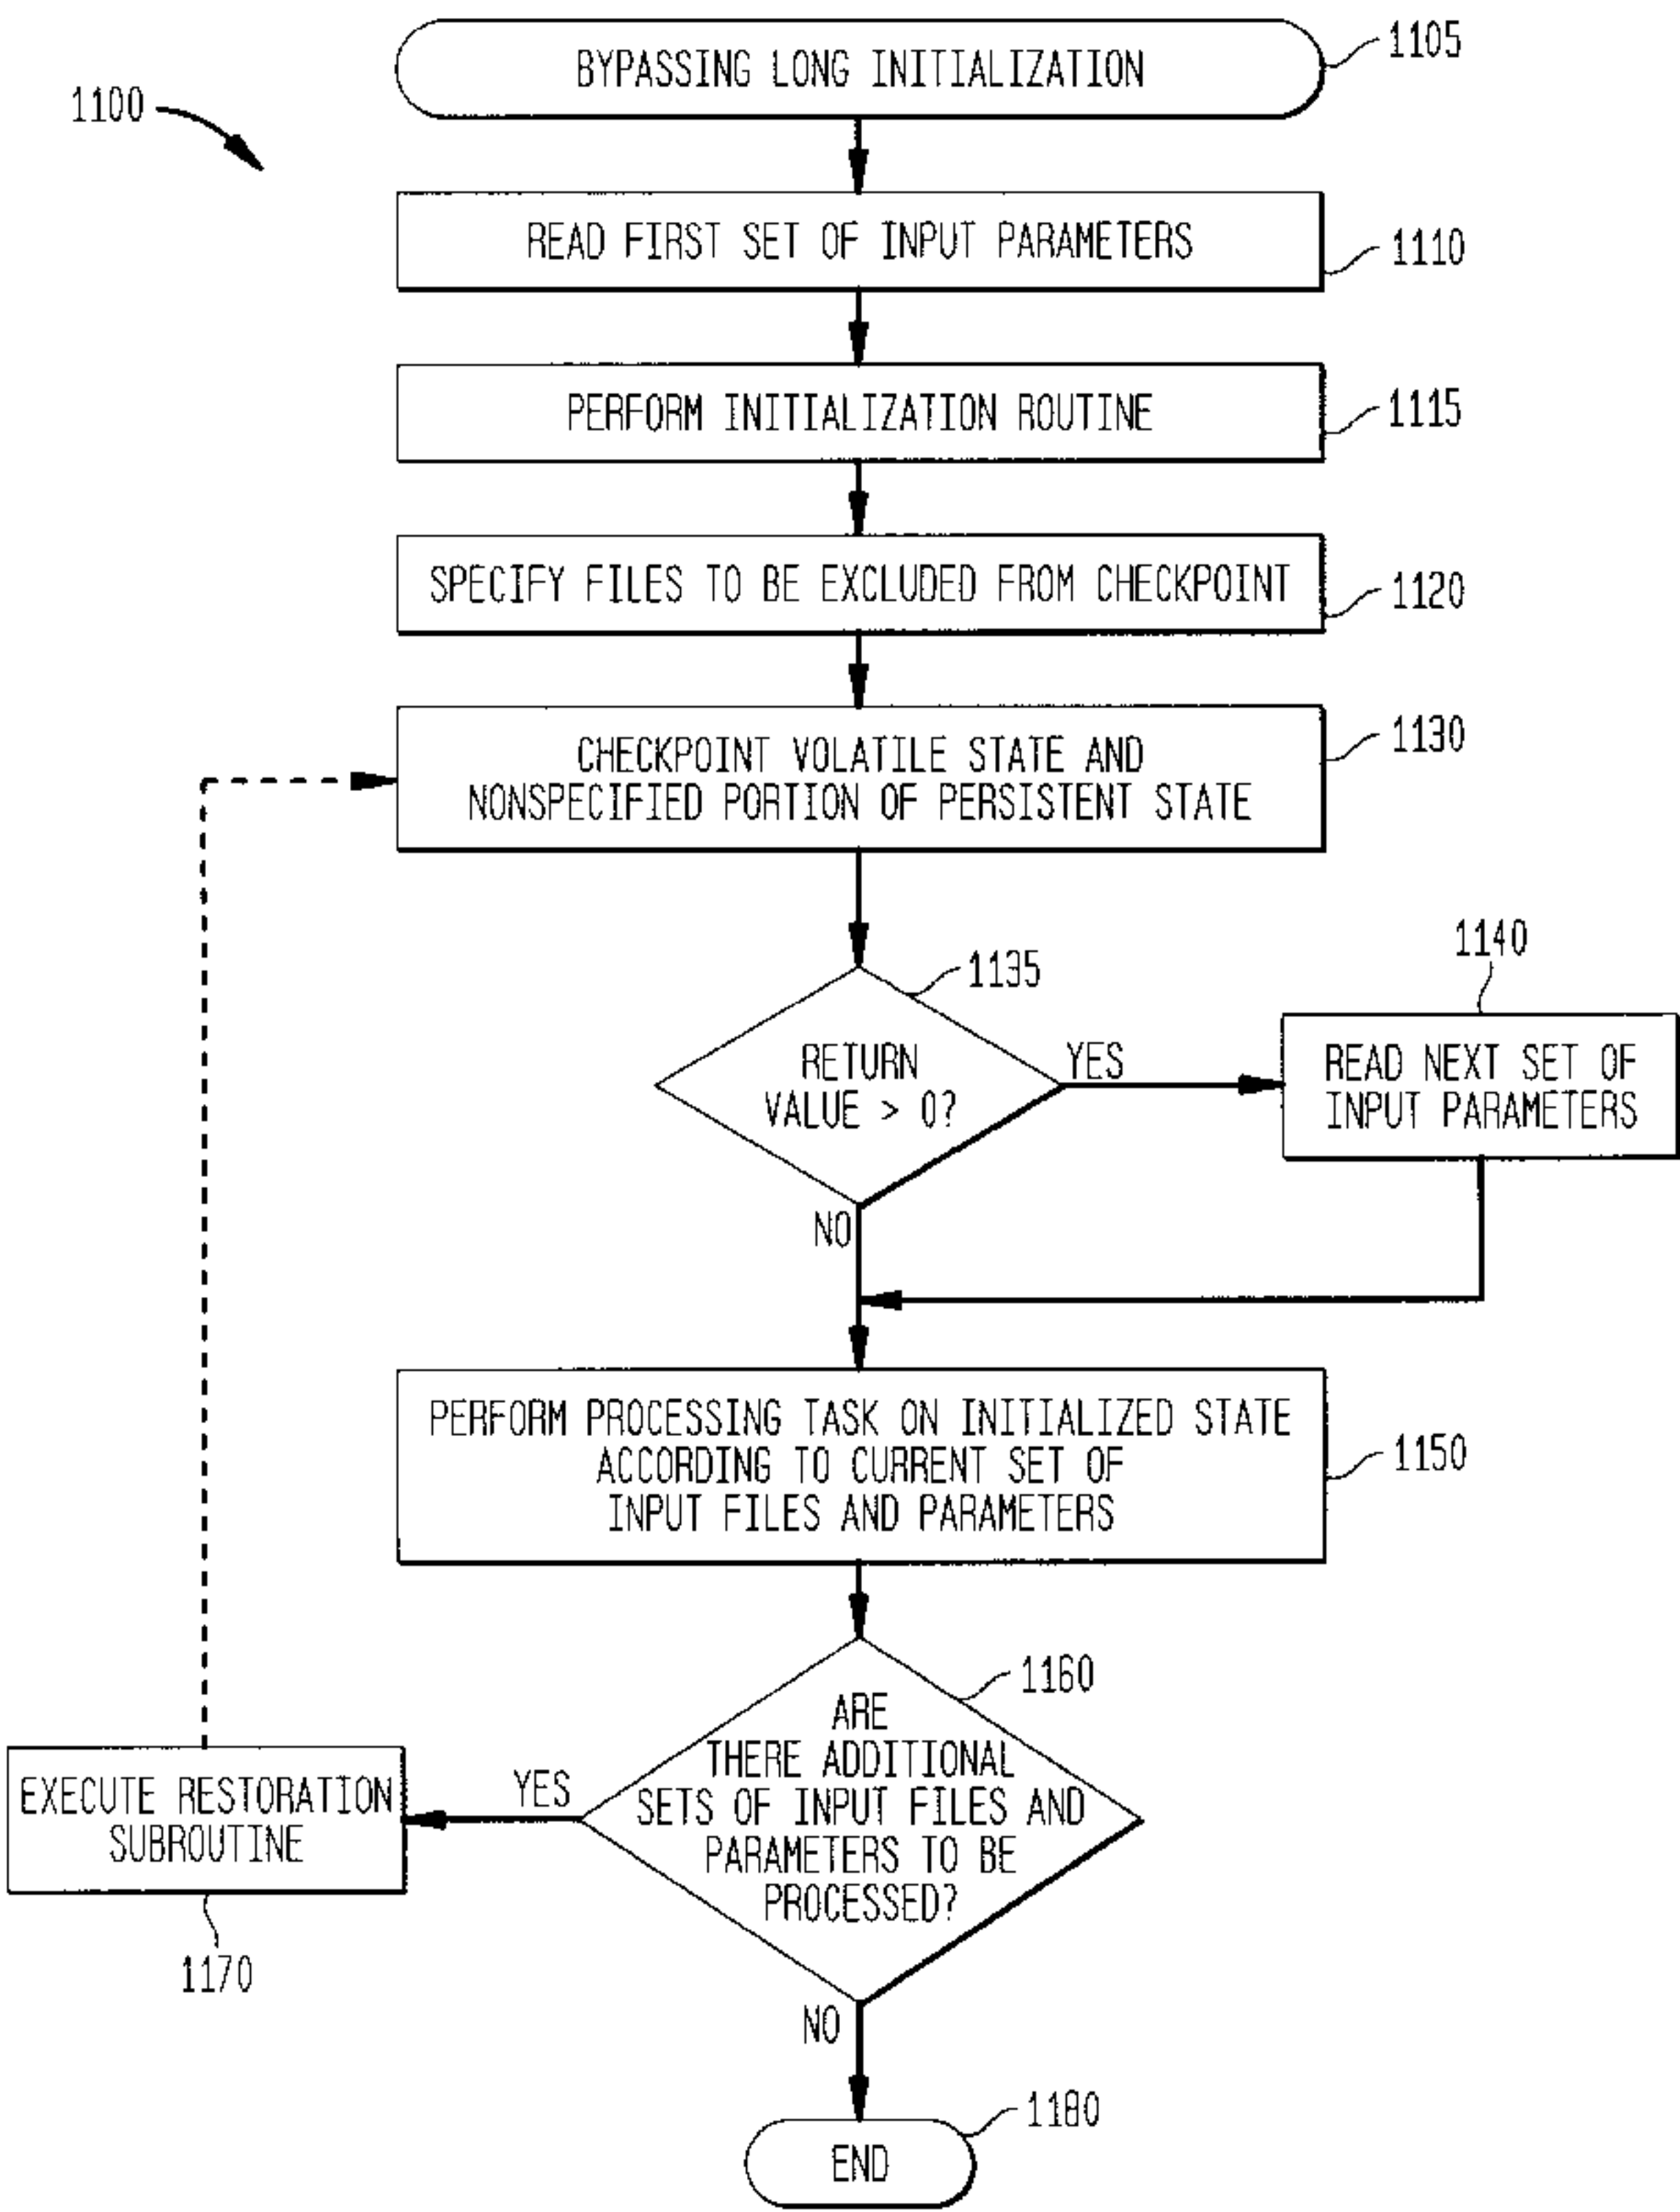 BYPASSING LONG INITIALIZATION
1105
1100
READ FIRST SET OF INPUT PARAMETERS
1110
PERFORM INITIALIZATION ROUTINE
1115
SPECIFY FILES TO BE EXCLUDED FROM CHECKPOINT
1120
CHECKPOINT VOLATILE STATE AND
NONSPECIFIED PORTION OF PERSISTENT STATE
1130
1135
RETURN
VALUE > 0?
YES
1140
READ NEXT SET OF
INPUT PARAMETERS
NO
PERFORM PROCESSING TASK ON INITIALIZED STATE
ACCORDING TO CURRENT SET OF
INPUT FILES AND PARAMETERS
1150
1160
ARE
THERE ADDITIONAL
SETS OF INPUT FILES AND
PARAMETERS TO BE
PROCESSED?
YES
EXECUTE RESTORATION
SUBROUTINE
1170
NO
1180
END